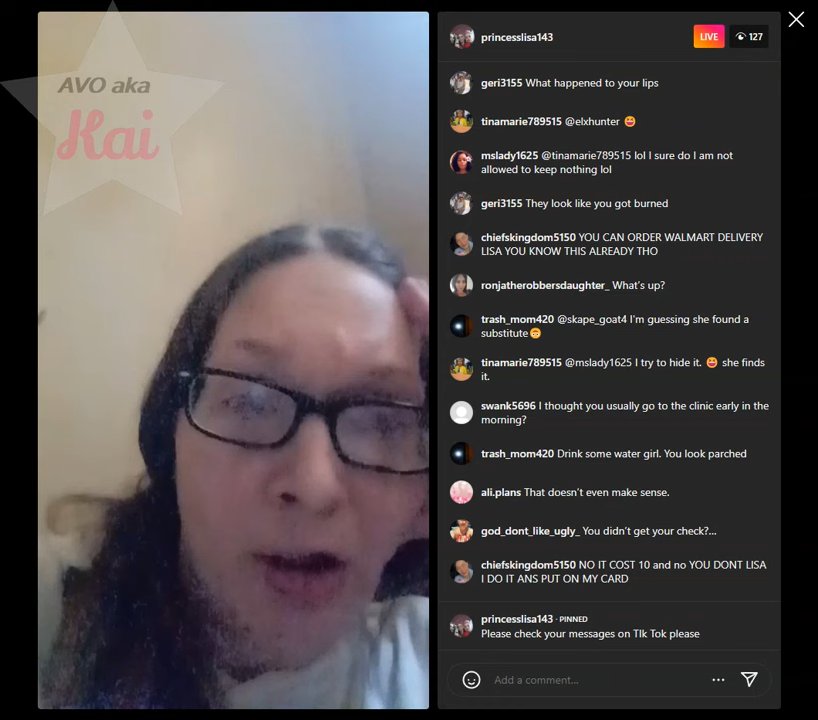 AVO aka
Kai
princesslisa143
LIVE
127
geri3155 What happened to your lips
tinamarie789515 @elxhunter 😆
mslady1625 @tinamarie789515 lol I sure do I am not
allowed to keep nothing lol
geri3155 They look like you got burned
chiefskingdom5150 YOU CAN ORDER WALMART DELIVERY
LISA YOU KNOW THIS ALREADY THO
ronjatherobbersdaughter_ What's up?
trash_mom420 @skape_goat4 I'm guessing she found a
substitute🙃
tinamarie789515 @mslady1625 I try to hide it. 😆 she finds
it.
swank5696 I thought you usually go to the clinic early in the
morning?
trash_mom420 Drink some water girl. You look parched
ali.plans That doesn't even make sense.
god_dont_like_ugly_ You didn't get your check?...
chiefskingdom5150 NO IT COST 10 and no YOU DONT LISA
I DO IT ANS PUT ON MY CARD
princesslisa143 · PINNED
Please check your messages on TIk Tok please
Add a comment...